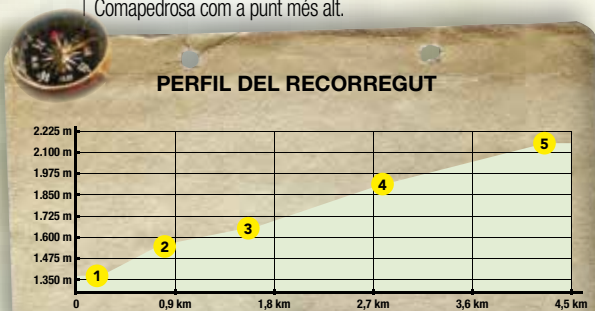 Comapedrosa com a punt més alt.
PERFIL DEL RECORREGUT
2.225 m
2.100 m
1.975 m
1.850 m
1.725 m
1.600 m
1.475 m
1.350 m
1
2
3
4
5
0
0,9 km
1,8 km
2,7 km
3,6 km
4,5 km